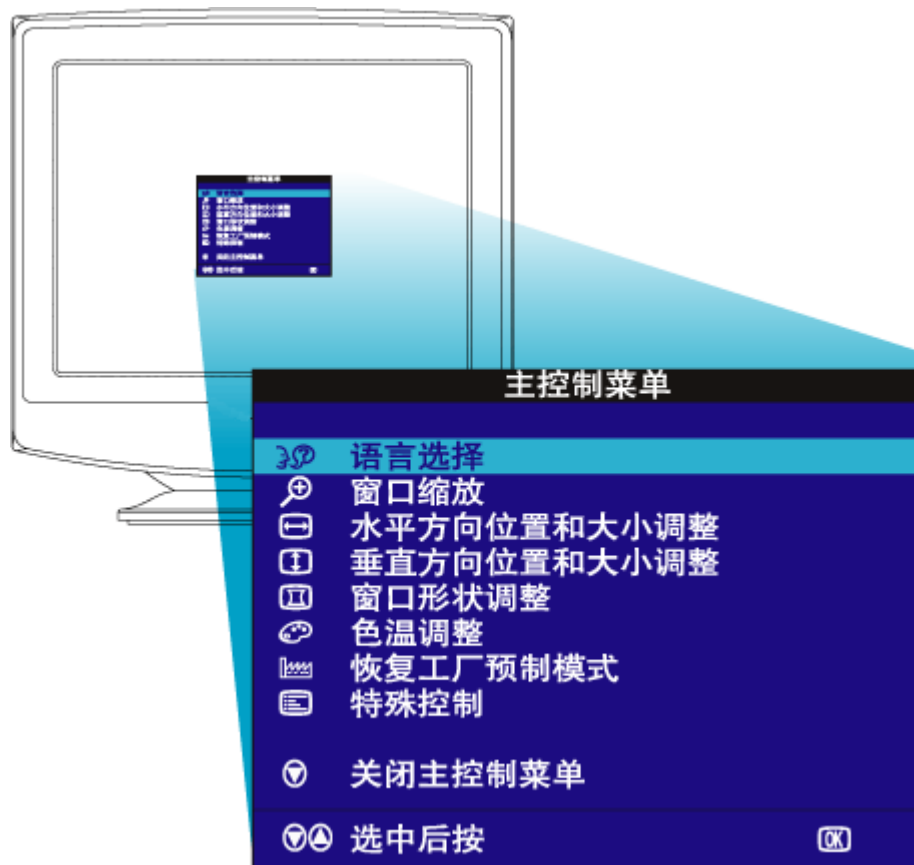 主控制菜单
语言选择
窗口缩放
水平方向位置和大小调整
垂直方向位置和大小调整
窗口形状调整
色温调整
恢复工厂预制模式
特殊控制
关闭主控制菜单
选中后按 OK